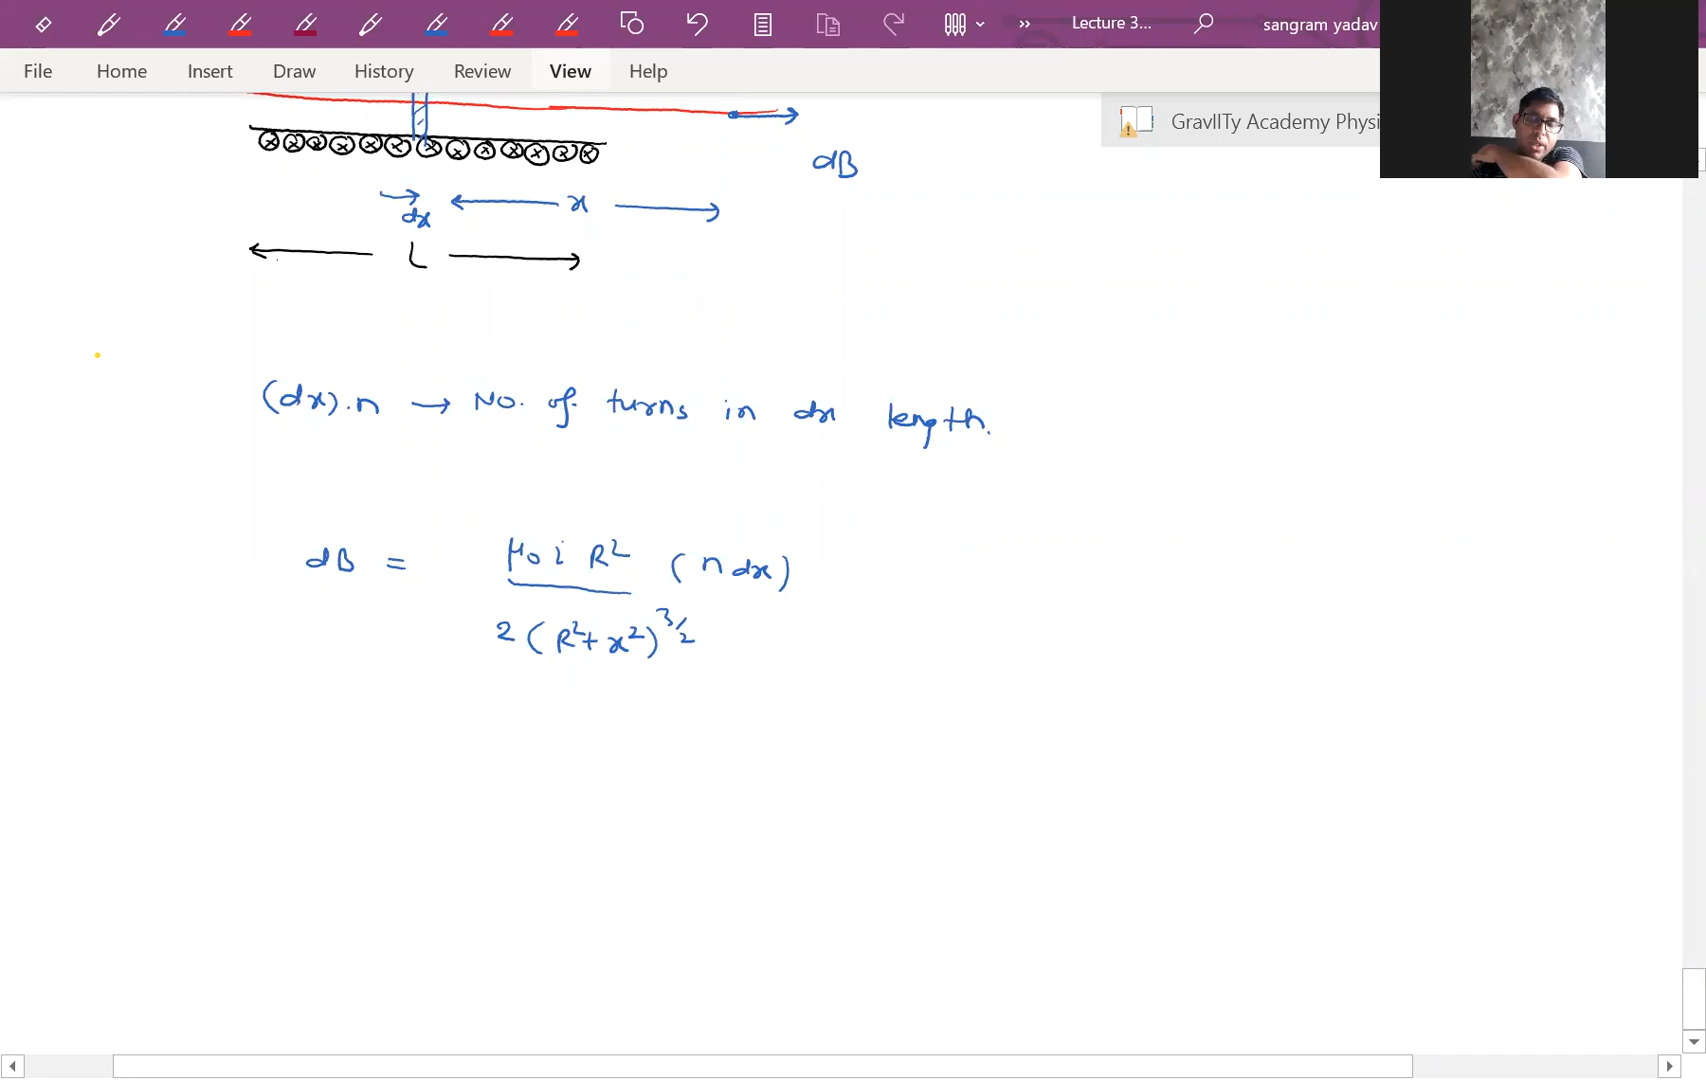 Lecture 3...
sangram yadav
File Home Insert Draw History Review View Help
GravIITy Academy Physi
⊗⊗⊗⊗⊗⊗⊗⊗⊗⊗⊗⊗⊗
dB
dx
x
L
(dx).n → No. of turns in dx length.
dB = μ0 i R² (n dx)
2 (R²+x²)^3/2